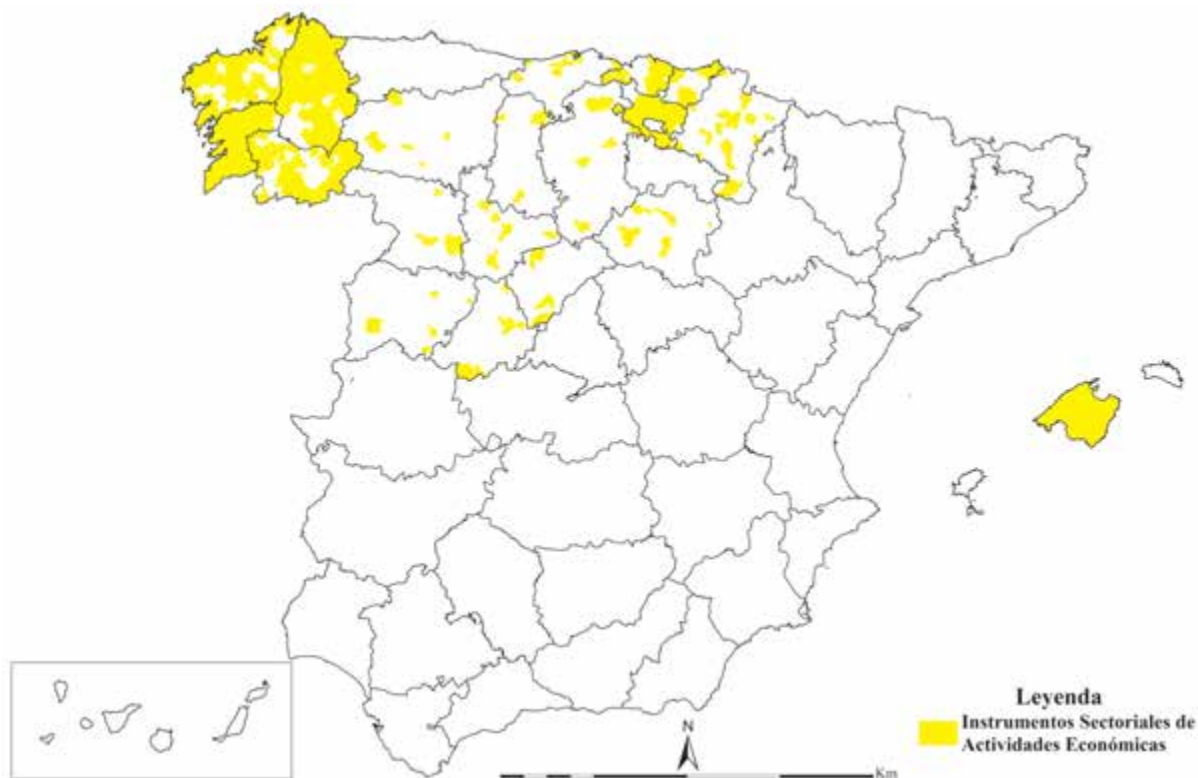 Leyenda
Instrumentos Sectoriales de
Actividades Económicas
N
Km